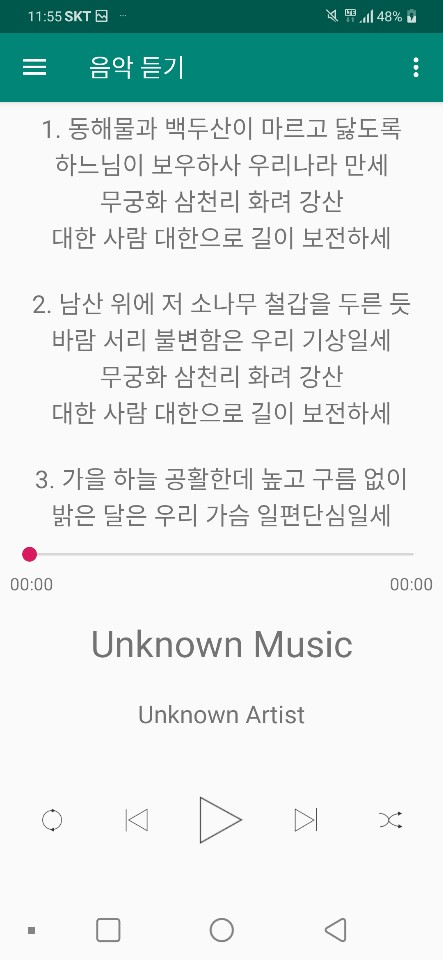 11:55 SKT ... 48%
음악 듣기
1. 동해물과 백두산이 마르고 닳도록
하느님이 보우하사 우리나라 만세
무궁화 삼천리 화려 강산
대한 사람 대한으로 길이 보전하세
2. 남산 위에 저 소나무 철갑을 두른 듯
바람 서리 불변함은 우리 기상일세
무궁화 삼천리 화려 강산
대한 사람 대한으로 길이 보전하세
3. 가을 하늘 공활한데 높고 구름 없이
밝은 달은 우리 가슴 일편단심일세
00:00 00:00
Unknown Music
Unknown Artist